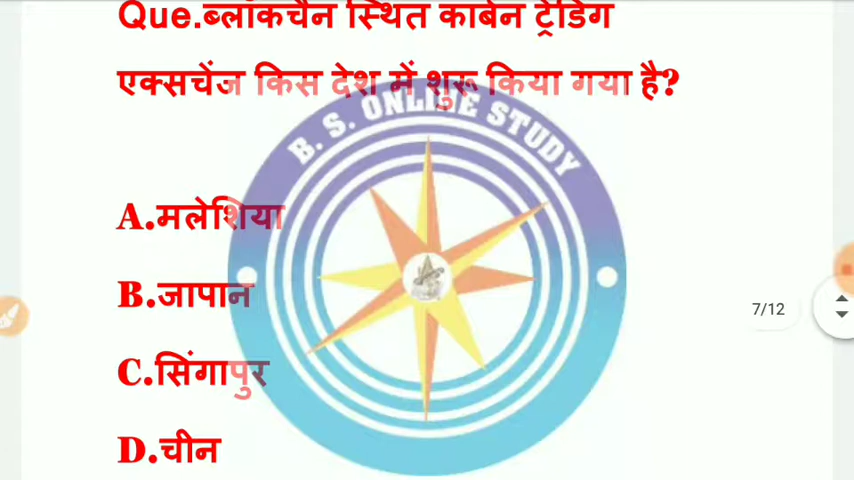 Que.ब्लॉकचैन स्थित कार्बन ट्रेडिंग
एक्सचेंज किस देश में शुरू किया गया है?
B. S. ONLINE STUDY
A.मलेशिया
B.जापान
7/12
C.सिंगापुर
D.चीन